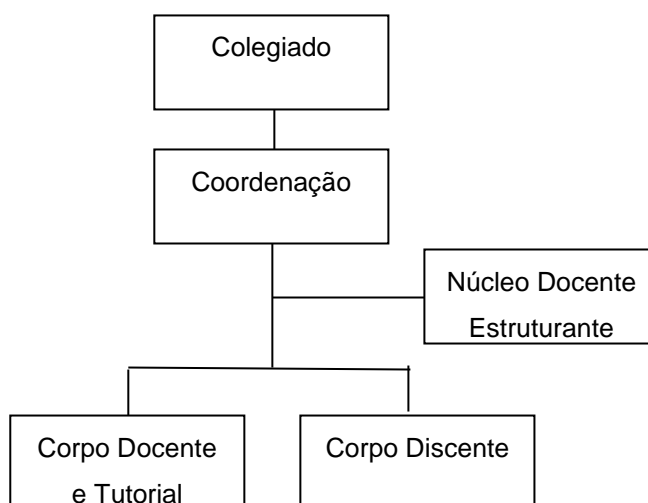 Colegiado
Coordenação
Núcleo Docente
Estruturante
Corpo Docente
e Tutorial
Corpo Discente